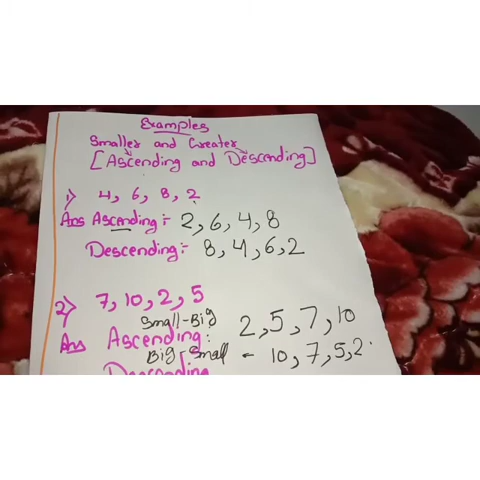 Examples
Smaller and Greater
[Ascending and Descending]
1) 4, 6, 8, 2
Ans Ascending:- 2, 6, 4, 8
Descending:- 8, 4, 6, 2
2) 7, 10, 2, 5
Small-Big
Ans Ascending: 2, 5, 7, 10
Big-Small - 10, 7, 5, 2.
Descending